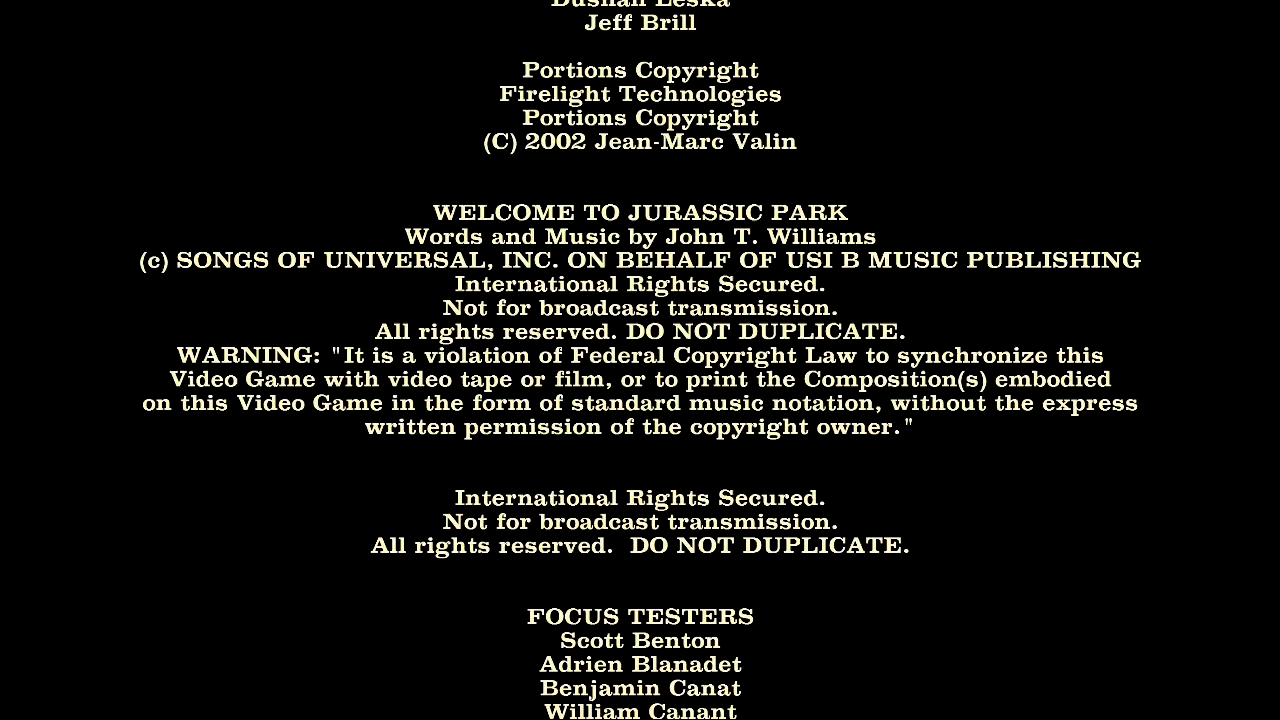 Dushan Leska
Jeff Brill
Portions Copyright
Firelight Technologies
Portions Copyright
(C) 2002 Jean-Marc Valin
WELCOME TO JURASSIC PARK
Words and Music by John T. Williams
(c) SONGS OF UNIVERSAL, INC. ON BEHALF OF USI B MUSIC PUBLISHING
International Rights Secured.
Not for broadcast transmission.
All rights reserved. DO NOT DUPLICATE.
WARNING: "It is a violation of Federal Copyright Law to synchronize this
Video Game with video tape or film, or to print the Composition(s) embodied
on this Video Game in the form of standard music notation, without the express
written permission of the copyright owner."
International Rights Secured.
Not for broadcast transmission.
All rights reserved.  DO NOT DUPLICATE.
FOCUS TESTERS
Scott Benton
Adrien Blanadet
Benjamin Canat
William Canant